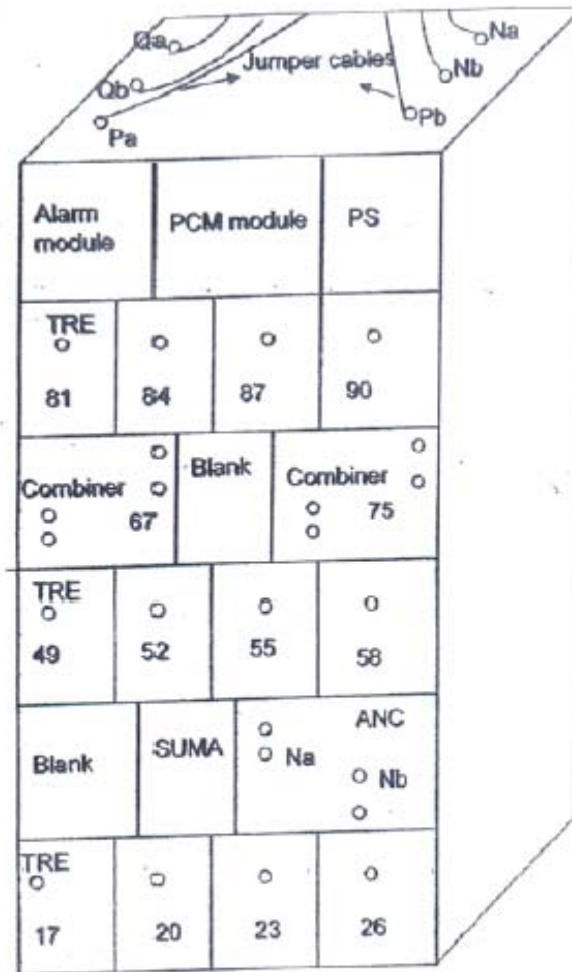 Qa Na
Jumper cables
Qb Nb
Pa Pb
Alarm module PCM module PS
TRE
81 84 87 90
Combiner 67 Blank Combiner 75
TRE
49 52 55 58
Blank SUMA Na ANC
Nb
TRE
17 20 23 26